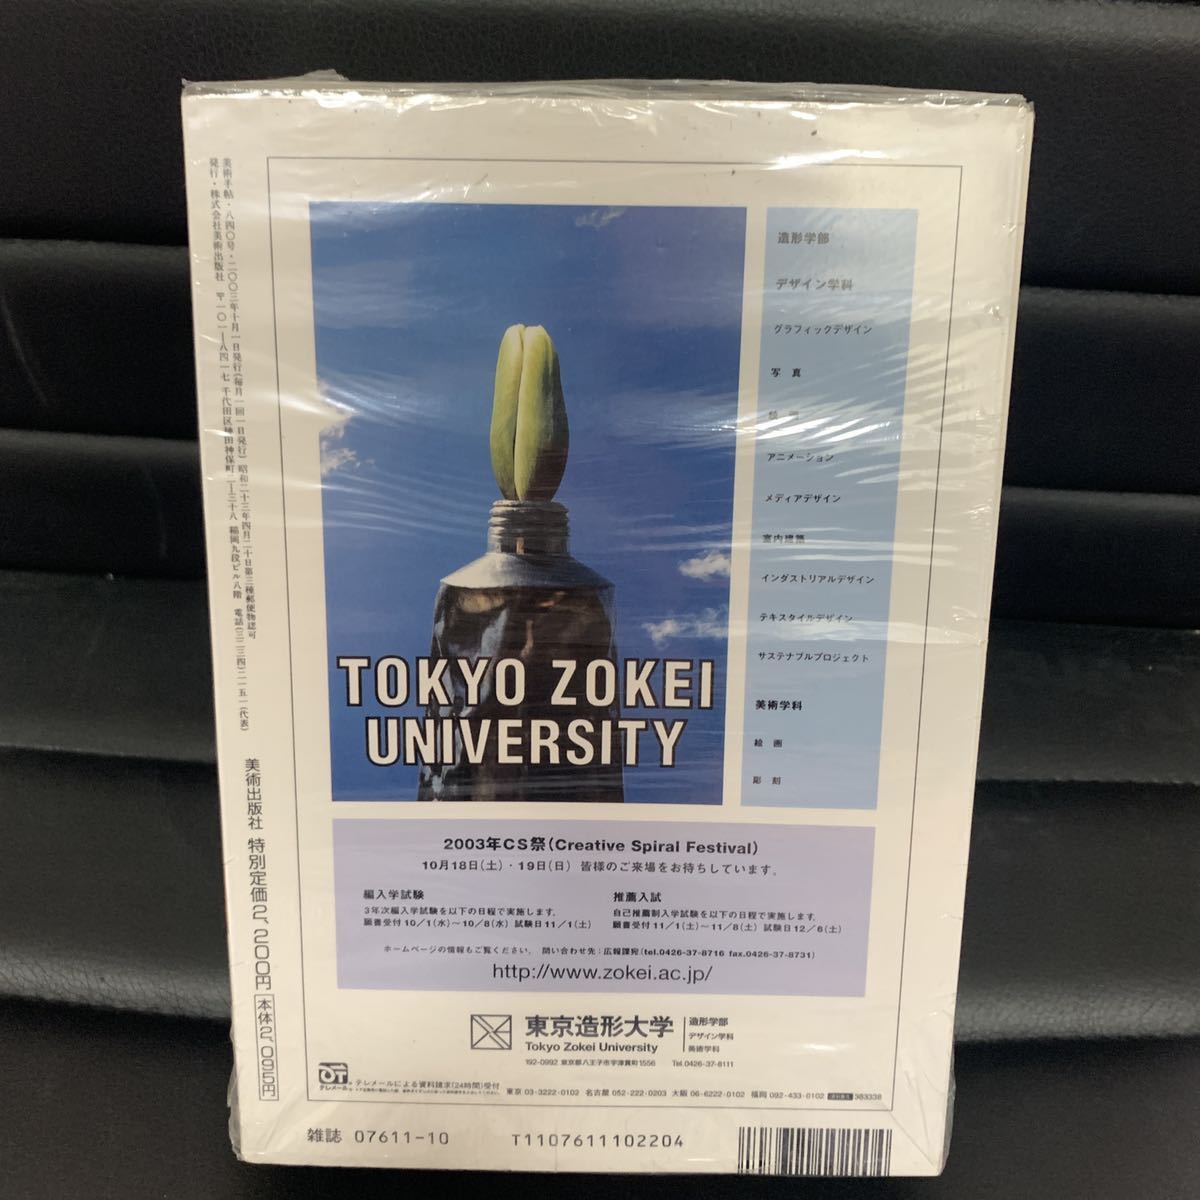 美術手帖・八四〇号・二〇〇三年十月一日発行(毎月一回一日発行) 昭和二十三年四月二十日第三種郵便物認可
発行・株式会社美術出版社 〒一〇一―八四一七 千代田区神田神保町二―三十八 稲岡九段ビル八階 電話(三二三四)二一五一(代表)
美術出版社 特別定価2,200円 本体2,095円
TOKYO ZOKEI
UNIVERSITY
造形学部
デザイン学科
グラフィックデザイン
写真
映画
アニメーション
メディアデザイン
室内建築
インダストリアルデザイン
テキスタイルデザイン
サステナブルプロジェクト
美術学科
絵画
彫刻
2003年CS祭(Creative Spiral Festival)
10月18日(土)・19日(日) 皆様のご来場をお待ちしています。
編入学試験
3年次編入学試験を以下の日程で実施します。
願書受付10/1(水)〜10/8(水) 試験日11/1(土)
推薦入試
自己推薦制入学試験を以下の日程で実施します。
願書受付11/1(土)〜11/8(土) 試験日12/6(土)
ホームページの情報もご覧ください。 問い合わせ先:広報課宛(tel.0426-37-8716 fax.0426-37-8731)
http://www.zokei.ac.jp/
東京造形大学
Tokyo Zokei University
造形学部
デザイン学科
美術学科
192-0992 東京都八王子市宇津貫町1556 Tel.0426-37-8111
テレメール
テレメールによる資料請求(24時間)受付
東京 03-3222-0102 名古屋 052-222-0203 大阪 06-6222-0102 福岡 092-433-0102 383338
雑誌 07611-10 T1107611102204